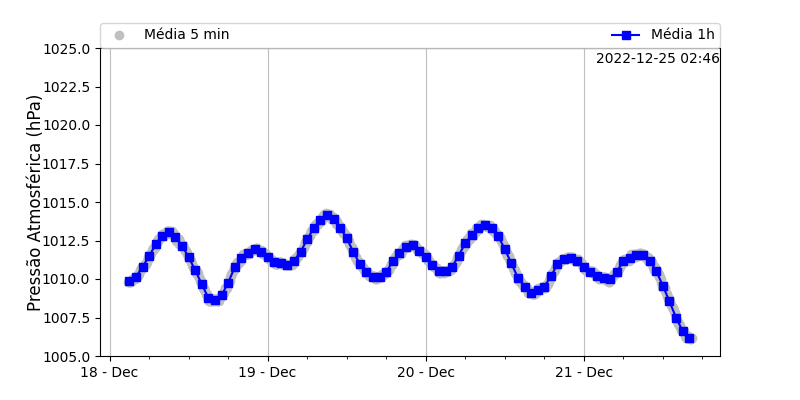 Média 5 min
Média 1h
2022-12-25 02:46
Pressão Atmosférica (hPa)
1025.0
1022.5
1020.0
1017.5
1015.0
1012.5
1010.0
1007.5
1005.0
18 - Dec
19 - Dec
20 - Dec
21 - Dec